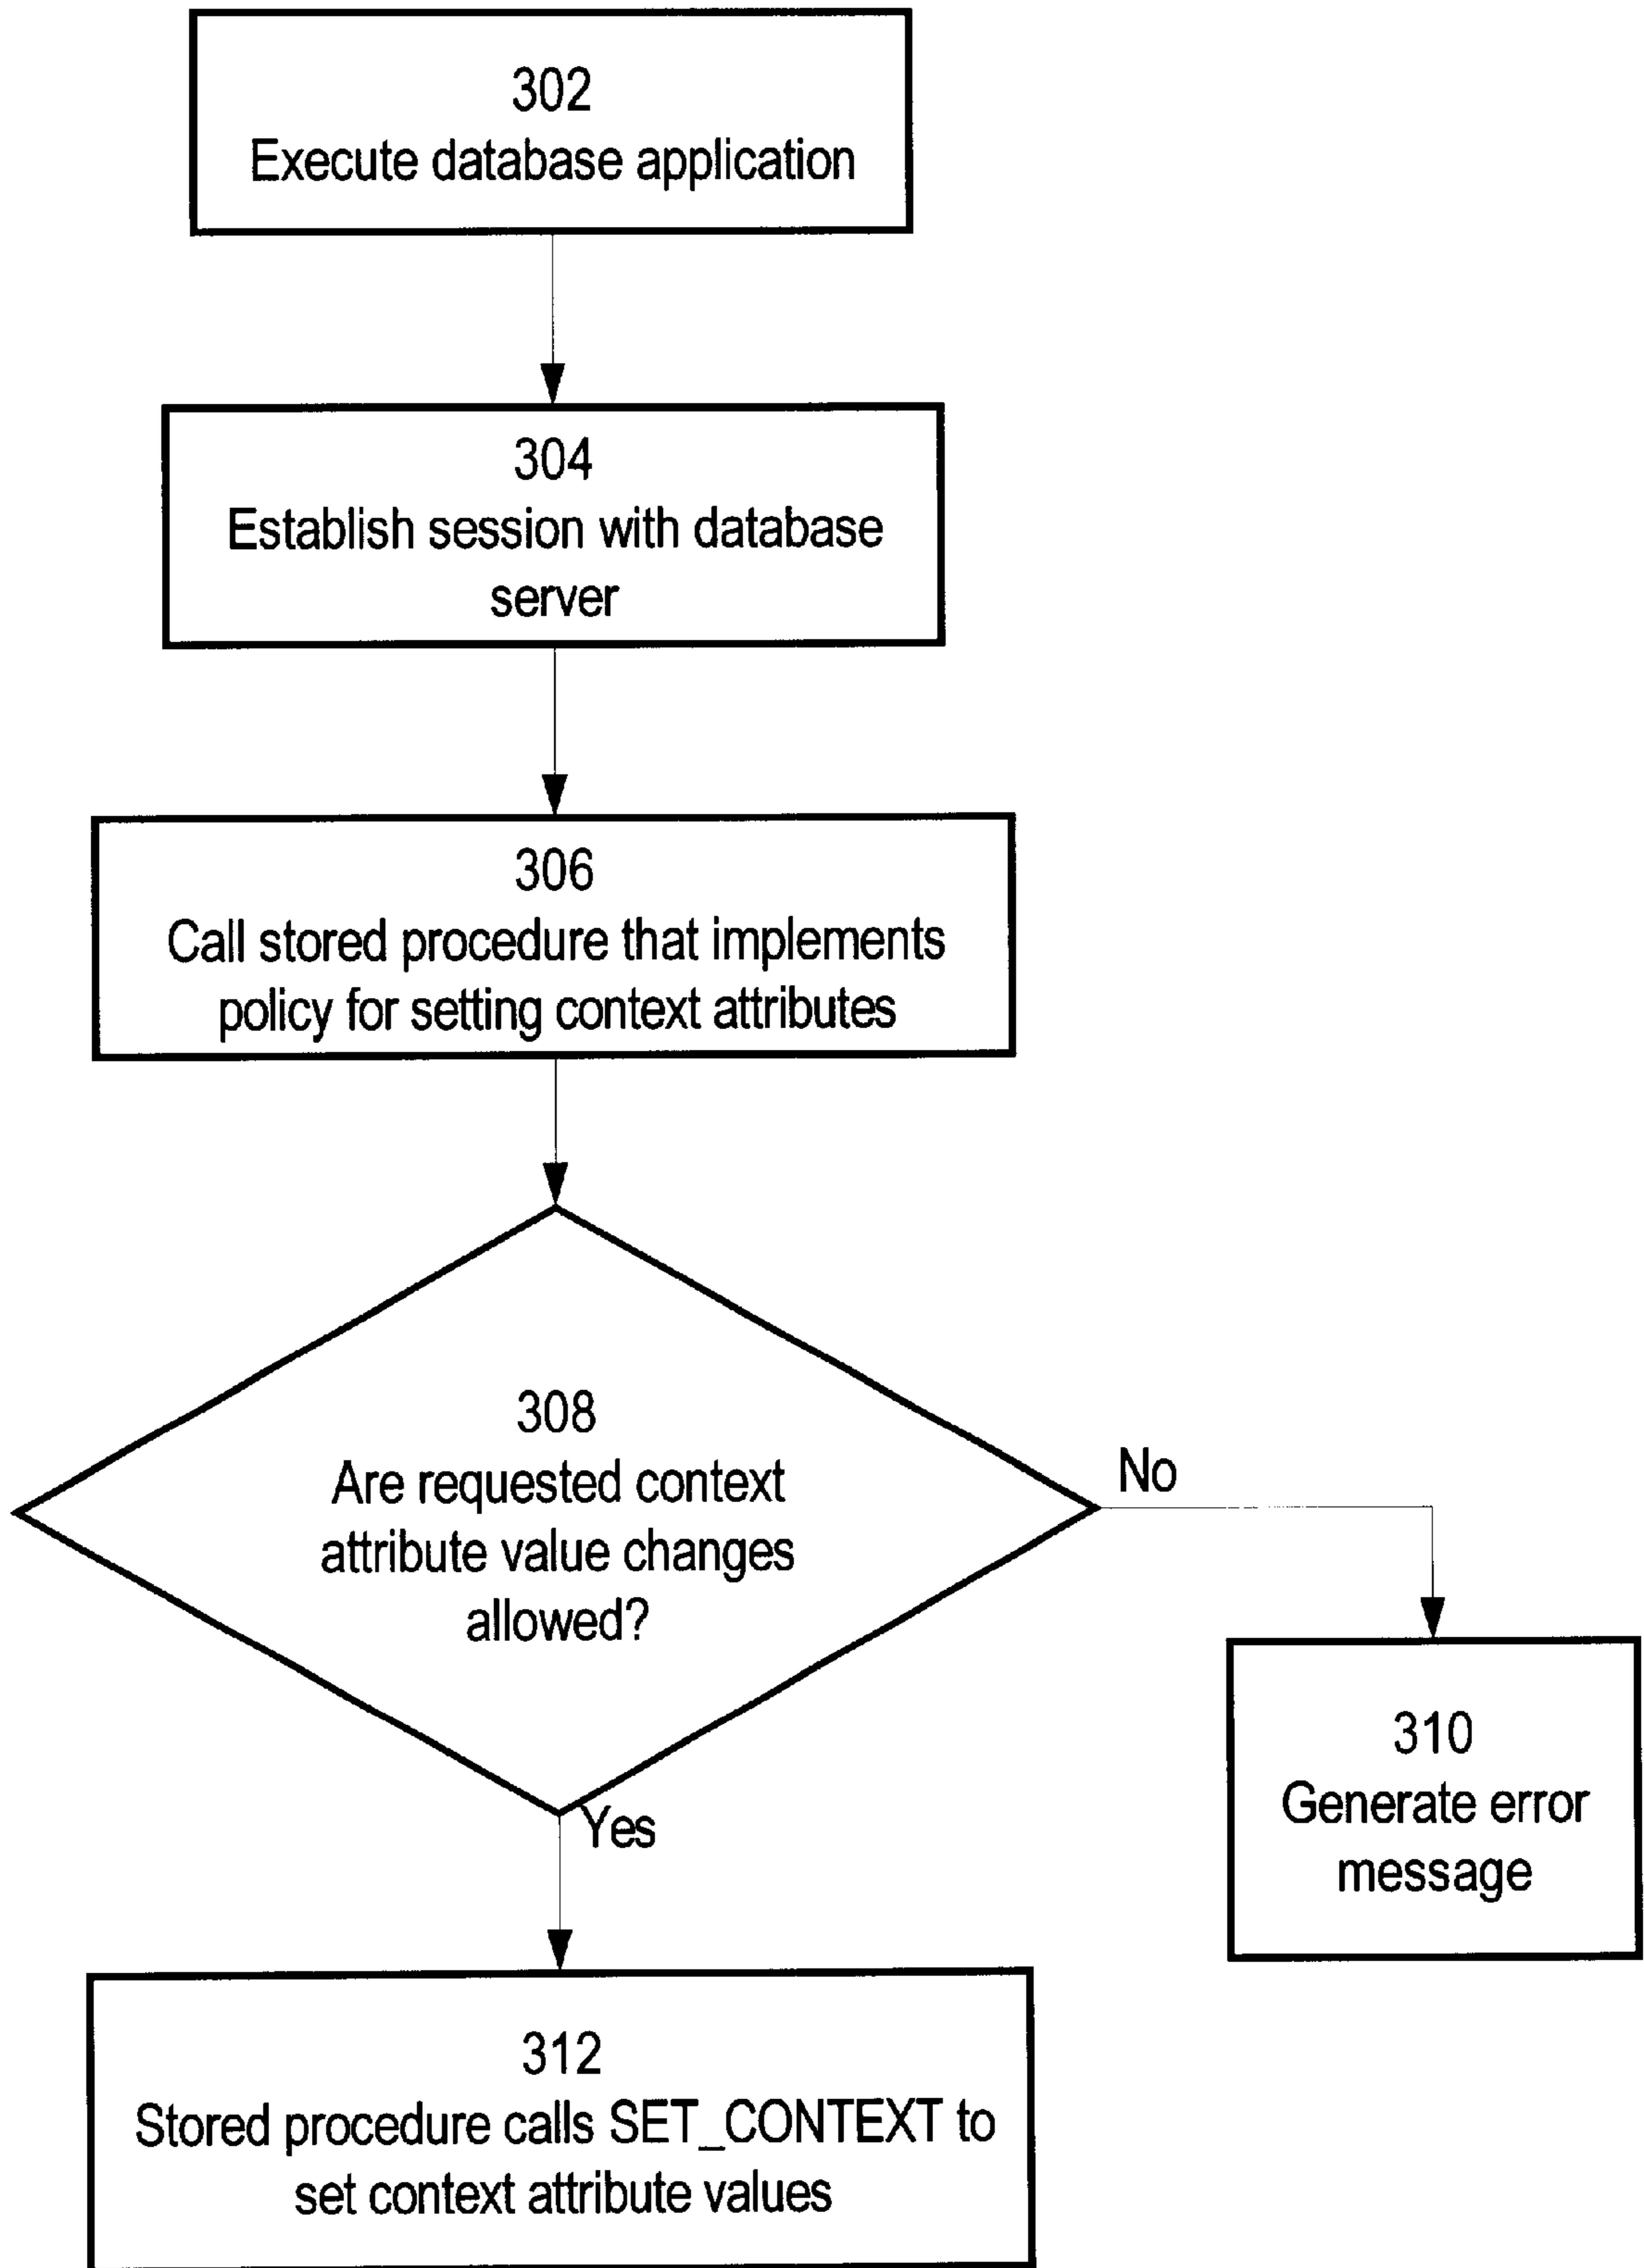 302
Execute database application
304
Establish session with database
server
306
Call stored procedure that implements
policy for setting context attributes
308
Are requested context
attribute value changes
allowed?
No
310
Generate error
message
Yes
312
Stored procedure calls SET_CONTEXT to
set context attribute values